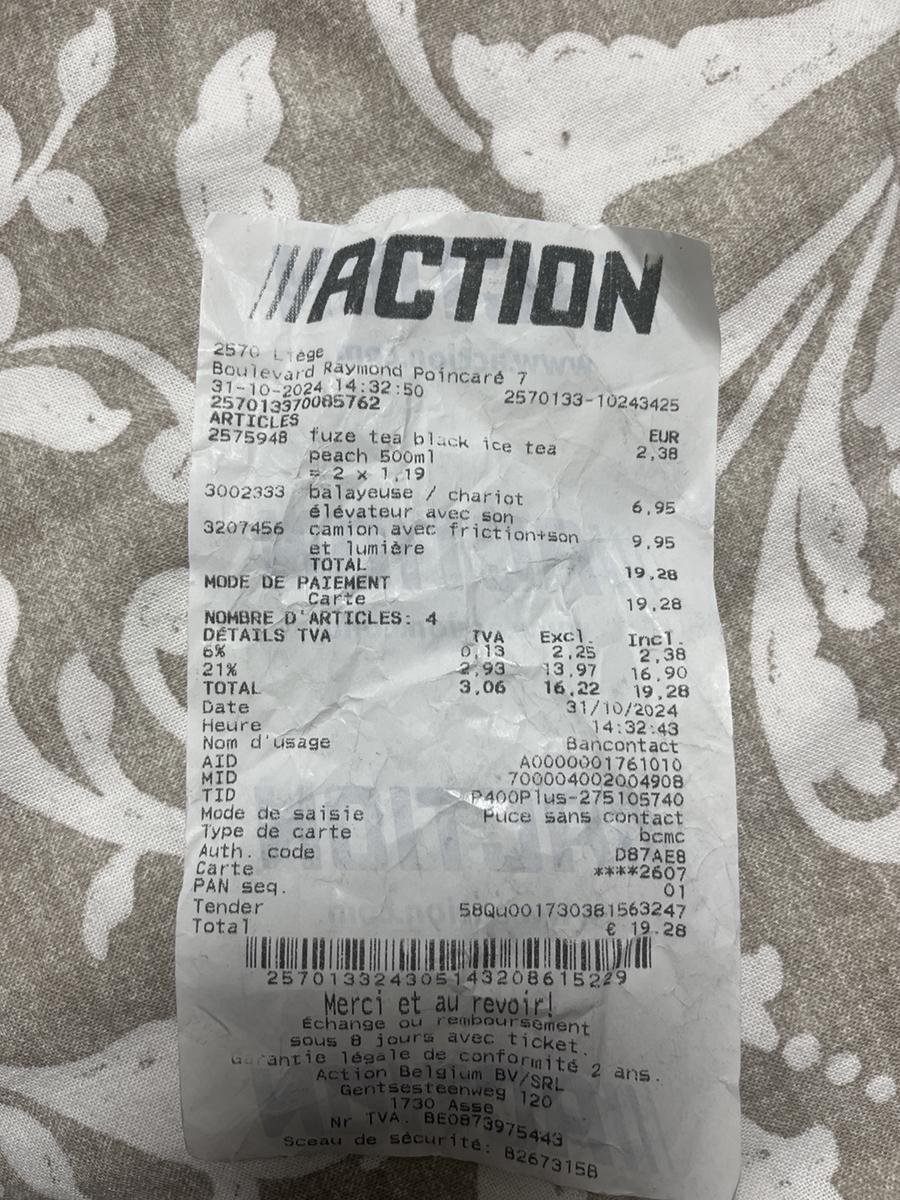 ACTION
2570 Liège
Boulevard Raymond Poincaré 7
31-10-2024 14:32:50 2570133-10243425
257013370085762
ARTICLES EUR
2575948 fuze tea black ice tea 2,38
peach 500ml
= 2 x 1,19
3002333 balayeuse / chariot
élévateur avec son 6,95
3207456 camion avec friction+son
et lumière 9,95
TOTAL 19,28
MODE DE PAIEMENT
Carte 19,28
NOMBRE D'ARTICLES: 4
DÉTAILS TVA TVA Excl. Incl.
6% 0,13 2,25 2,38
21% 2,93 13,97 16,90
TOTAL 3,06 16,22 19,28
Date 31/10/2024
Heure 14:32:43
Nom d'usage Bancontact
AID A0000001761010
MID 700004002004908
TID P400Plus-275105740
Mode de saisie Puce sans contact
Type de carte bcmc
Auth. code D87AE8
Carte ****2607
PAN seq. 01
Tender 58Qu001730381563247
Total € 19.28
257013324305143208615229
Merci et au revoir!
Échange ou remboursement
sous 8 jours avec ticket.
Garantie légale de conformité 2 ans.
Action Belgium BV/SRL
Gentsesteenweg 120
1730 Asse
Nr TVA. BE0873975443
Sceau de sécurité: B267315B